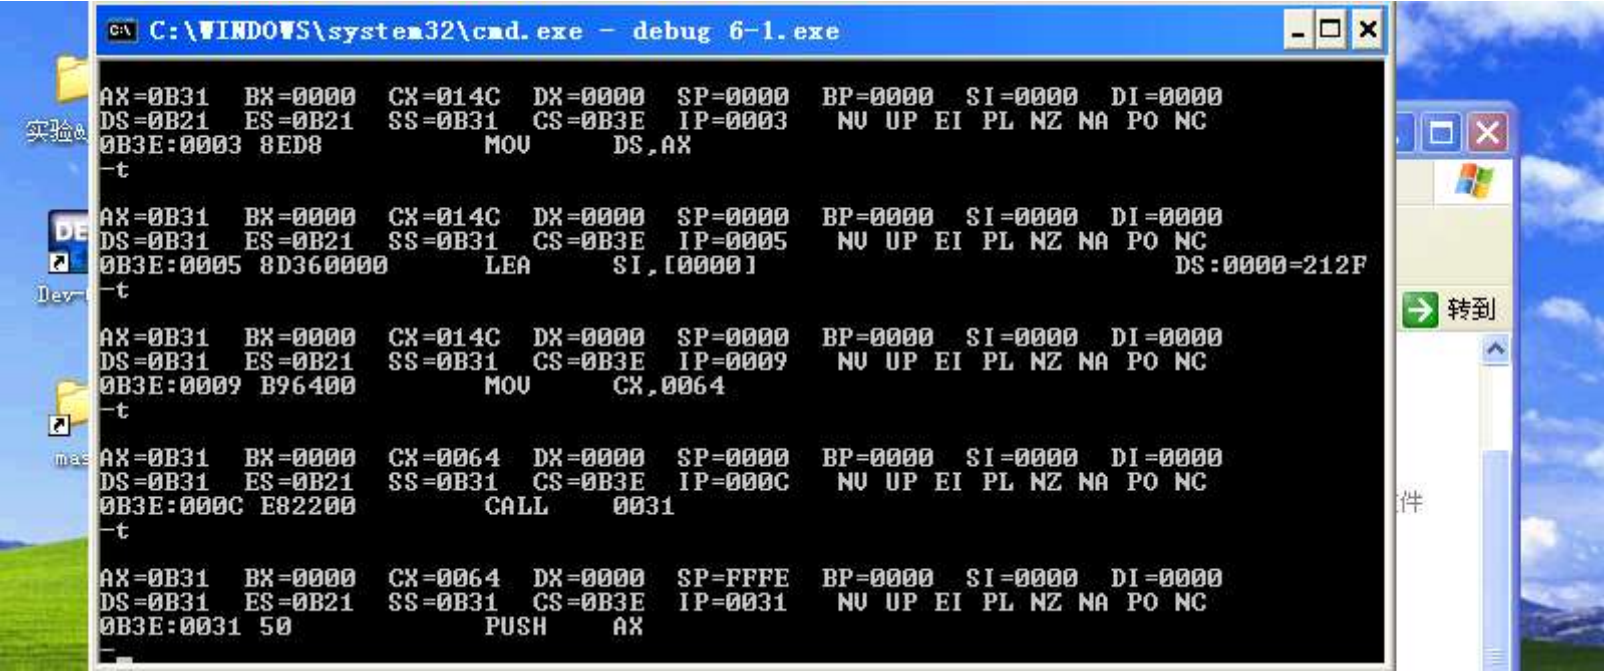 C:\WINDOWS\system32\cmd.exe - debug 6-1.exe
AX=0B31 BX=0000 CX=014C DX=0000 SP=0000 BP=0000 SI=0000 DI=0000
DS=0B21 ES=0B21 SS=0B31 CS=0B3E IP=0003 NV UP EI PL NZ NA PO NC
0B3E:0003 8ED8 MOV DS,AX
-t
AX=0B31 BX=0000 CX=014C DX=0000 SP=0000 BP=0000 SI=0000 DI=0000
DS=0B31 ES=0B21 SS=0B31 CS=0B3E IP=0005 NV UP EI PL NZ NA PO NC
0B3E:0005 8D360000 LEA SI,[0000] DS:0000=212F
-t
AX=0B31 BX=0000 CX=014C DX=0000 SP=0000 BP=0000 SI=0000 DI=0000
DS=0B31 ES=0B21 SS=0B31 CS=0B3E IP=0009 NV UP EI PL NZ NA PO NC
0B3E:0009 B96400 MOV CX,0064
-t
AX=0B31 BX=0000 CX=0064 DX=0000 SP=0000 BP=0000 SI=0000 DI=0000
DS=0B31 ES=0B21 SS=0B31 CS=0B3E IP=000C NV UP EI PL NZ NA PO NC
0B3E:000C E82200 CALL 0031
-t
AX=0B31 BX=0000 CX=0064 DX=0000 SP=FFFE BP=0000 SI=0000 DI=0000
DS=0B31 ES=0B21 SS=0B31 CS=0B3E IP=0031 NV UP EI PL NZ NA PO NC
0B3E:0031 50 PUSH AX
-
实验&
DE
Dev-
mas
转到
件